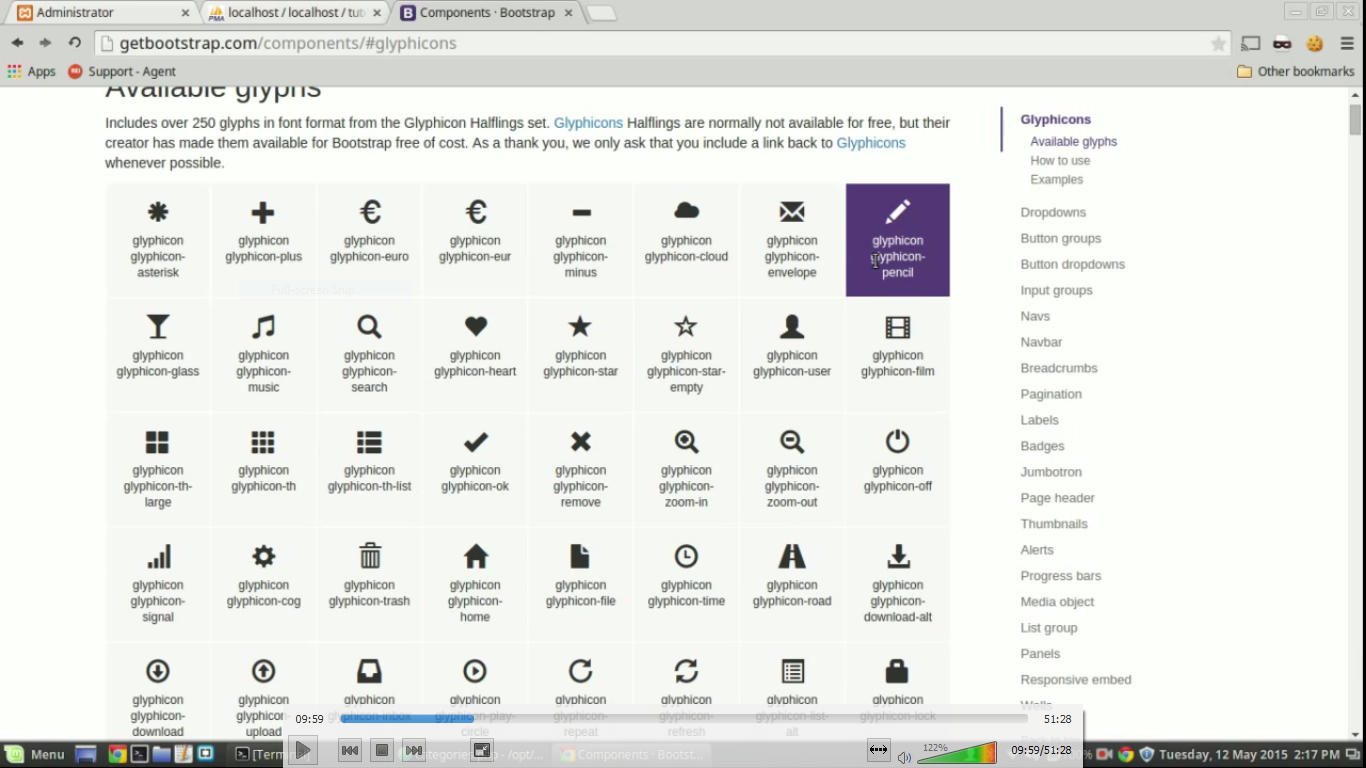 Administrator
PMA
localhost / localhost / tut
Components · Bootstrap
getbootstrap.com/components/#glyphicons
Apps
Support - Agent
Other bookmarks
Available glyphs
Includes over 250 glyphs in font format from the Glyphicon Halflings set. Glyphicons Halflings are normally not available for free, but their
creator has made them available for Bootstrap free of cost. As a thank you, we only ask that you include a link back to Glyphicons
whenever possible.
glyphicon
glyphicon-
asterisk
glyphicon
glyphicon-plus
glyphicon
glyphicon-euro
glyphicon
glyphicon-eur
glyphicon
glyphicon-
minus
glyphicon
glyphicon-cloud
glyphicon
glyphicon-
envelope
glyphicon
glyphicon-
pencil
Full-screen Snip
glyphicon
glyphicon-glass
glyphicon
glyphicon-
music
glyphicon
glyphicon-
search
glyphicon
glyphicon-heart
glyphicon
glyphicon-star
glyphicon
glyphicon-star-
empty
glyphicon
glyphicon-user
glyphicon
glyphicon-film
glyphicon
glyphicon-th-
large
glyphicon
glyphicon-th
glyphicon
glyphicon-th-list
glyphicon
glyphicon-ok
glyphicon
glyphicon-
remove
glyphicon
glyphicon-
zoom-in
glyphicon
glyphicon-
zoom-out
glyphicon
glyphicon-off
glyphicon
glyphicon-
signal
glyphicon
glyphicon-cog
glyphicon
glyphicon-trash
glyphicon
glyphicon-
home
glyphicon
glyphicon-file
glyphicon
glyphicon-time
glyphicon
glyphicon-road
glyphicon
glyphicon-
download-alt
glyphicon
glyphicon-
download
glyphicon
glyphicon-
upload
glyphicon
glyphicon-inbox
glyphicon
glyphicon-play-
circle
glyphicon
glyphicon-
repeat
glyphicon
glyphicon-
refresh
glyphicon
glyphicon-list-
alt
glyphicon
glyphicon-lock
Glyphicons
Available glyphs
How to use
Examples
Dropdowns
Button groups
Button dropdowns
Input groups
Navs
Navbar
Breadcrumbs
Pagination
Labels
Badges
Jumbotron
Page header
Thumbnails
Alerts
Progress bars
Media object
List group
Panels
Responsive embed
Wells
09:59
51:28
Menu
[Term
categories
- /opt/...
Components · Bootst...
122%
09:59/51:28
Tuesday, 12 May 2015 2:17 PM